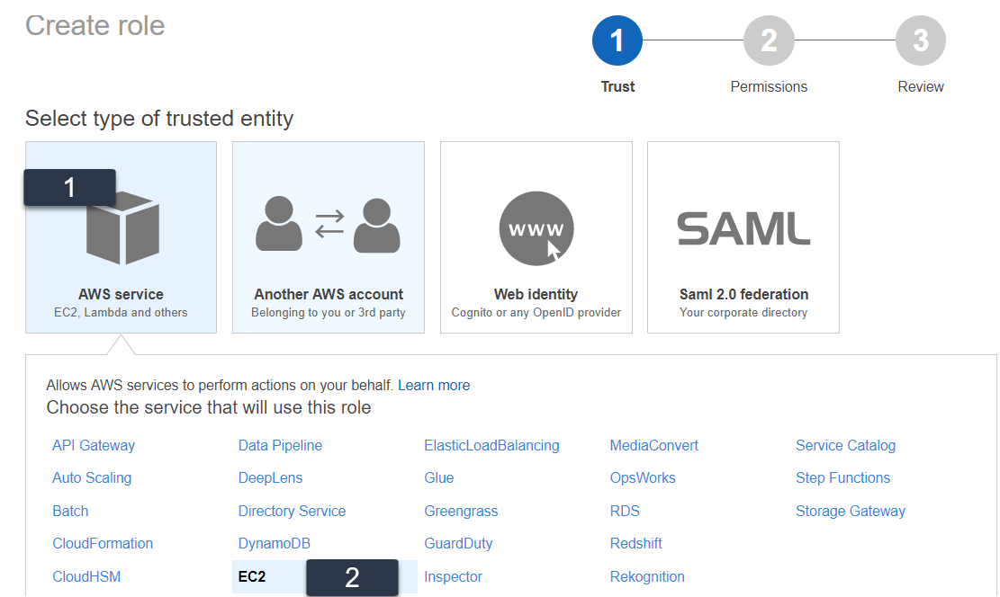 Create role
1 2 3
Trust Permissions Review
Select type of trusted entity
1
www SAML
AWS service Another AWS account Web identity Saml 2.0 federation
EC2, Lambda and others Belonging to you or 3rd party Cognito or any OpenID provider Your corporate directory
Allows AWS services to perform actions on your behalf. Learn more
Choose the service that will use this role
API Gateway Data Pipeline ElasticLoadBalancing MediaConvert Service Catalog
Auto Scaling DeepLens Glue OpsWorks Step Functions
Batch Directory Service Greengrass RDS Storage Gateway
CloudFormation DynamoDB GuardDuty Redshift
CloudHSM EC2 2 Inspector Rekognition